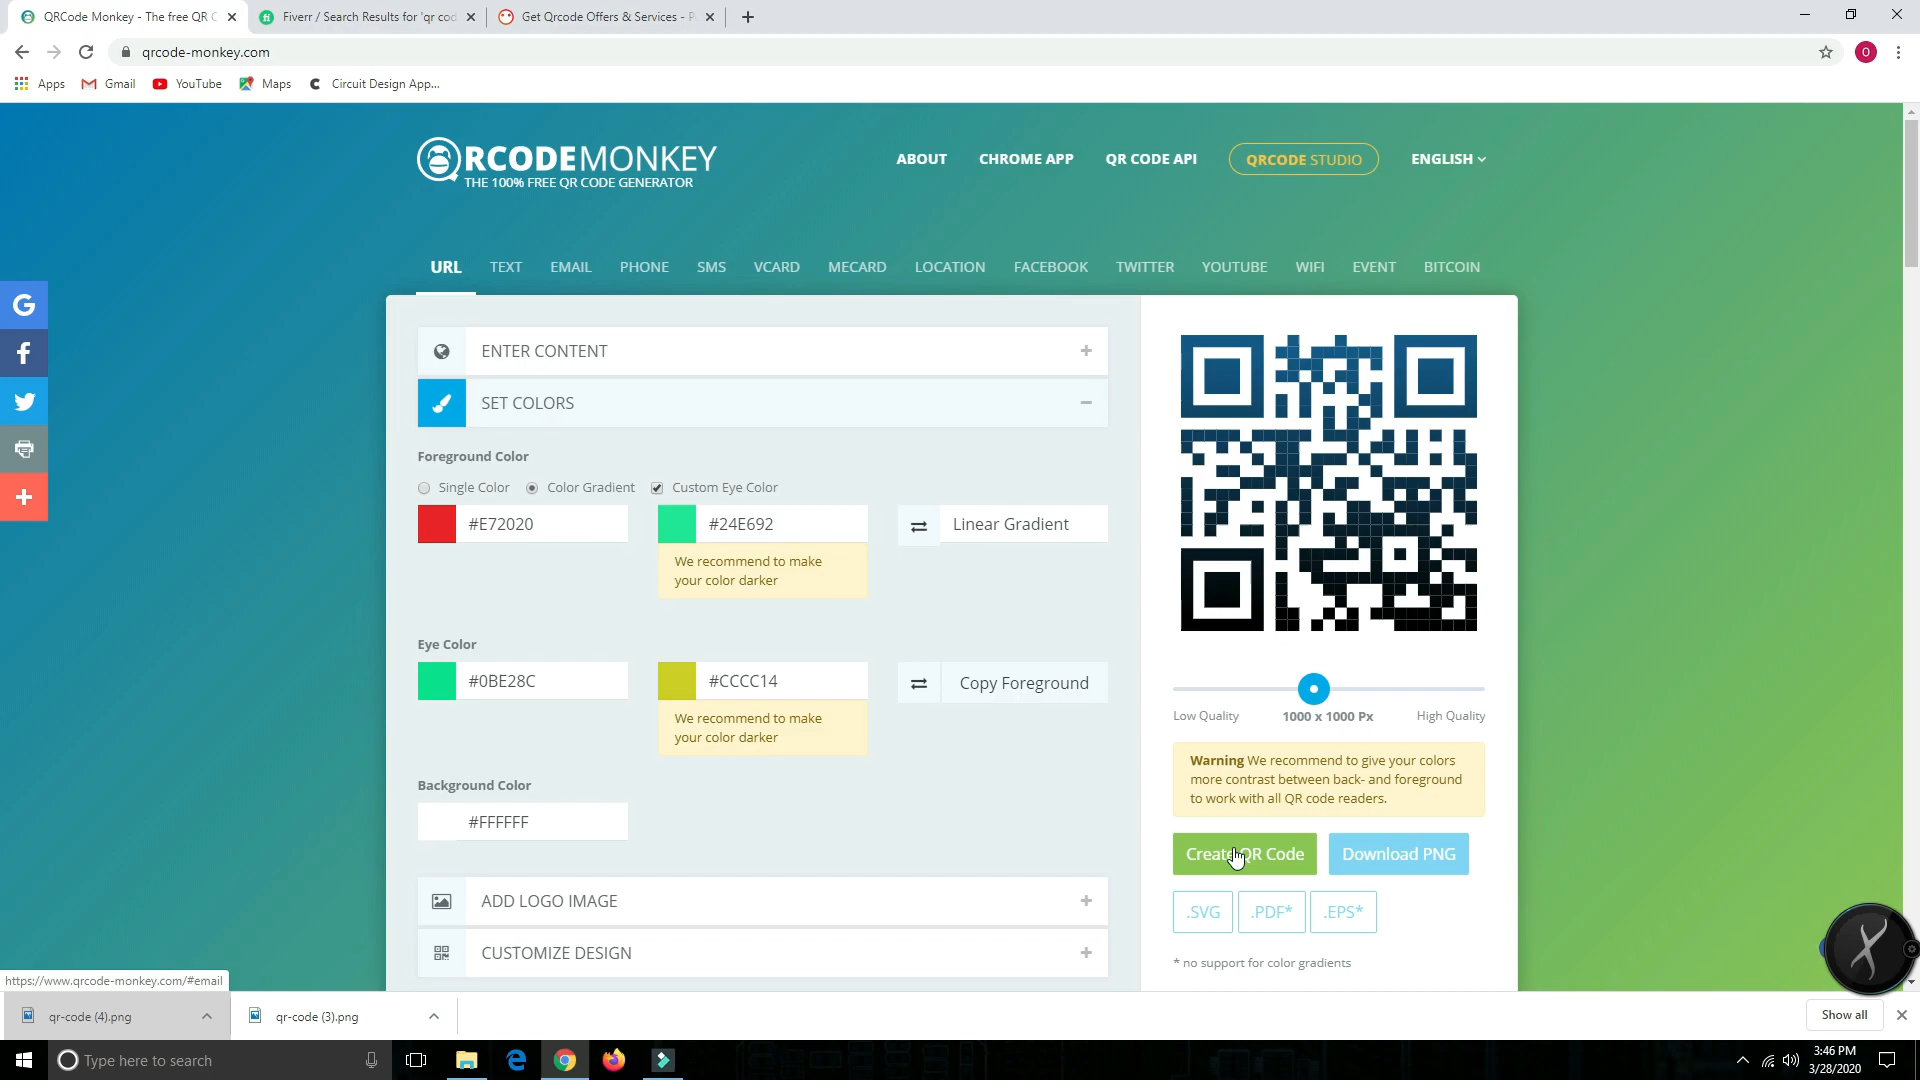 QRCode Monkey - The free QR C
Fiverr / Search Results for 'qr cod
Get Qrcode Offers & Services - P
qrcode-monkey.com
O
Apps
Gmail
YouTube
Maps
Circuit Design App...
QRCODEMONKEY
THE 100% FREE QR CODE GENERATOR
ABOUT
CHROME APP
QR CODE API
QRCODE STUDIO
ENGLISH
URL
TEXT
EMAIL
PHONE
SMS
VCARD
MECARD
LOCATION
FACEBOOK
TWITTER
YOUTUBE
WIFI
EVENT
BITCOIN
ENTER CONTENT
SET COLORS
Foreground Color
Single Color
Color Gradient
Custom Eye Color
#E72020
#24E692
Linear Gradient
We recommend to make
your color darker
Eye Color
#0BE28C
#CCCC14
Copy Foreground
We recommend to make
your color darker
Background Color
#FFFFFF
ADD LOGO IMAGE
CUSTOMIZE DESIGN
Low Quality
1000 x 1000 Px
High Quality
Warning We recommend to give your colors
more contrast between back- and foreground
to work with all QR code readers.
Create QR Code
Download PNG
.SVG
.PDF*
.EPS*
* no support for color gradients
https://www.qrcode-monkey.com/#email
qr-code (4).png
qr-code (3).png
Show all
Type here to search
3:46 PM
3/28/2020